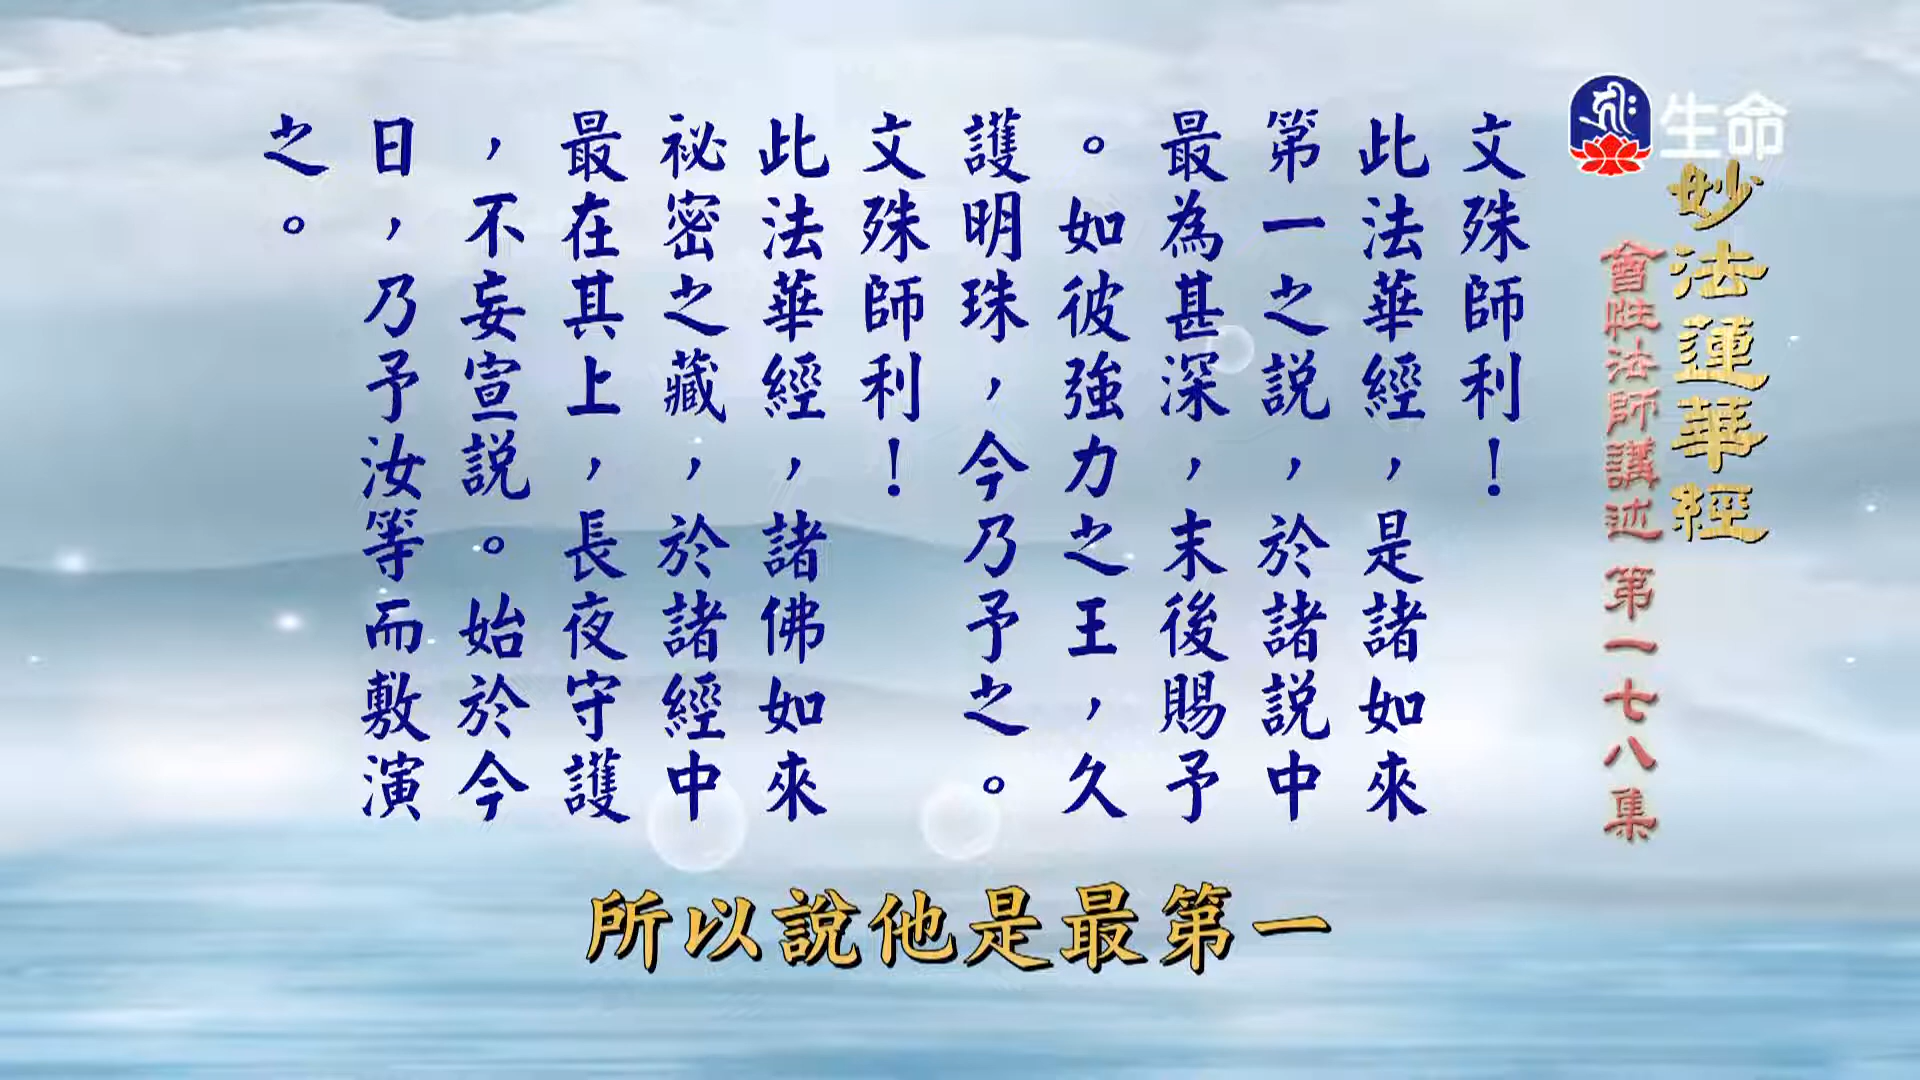 生命
妙法蓮華經
會性法師講述 第一七八集
文殊師利！
此法華經，是諸如來
第一之說，於諸說中
最為甚深，末後賜予
。如彼強力之王，久
護明珠，今乃予之。
文殊師利！
此法華經，諸佛如來
祕密之藏，於諸經中
最在其上，長夜守護
，不妄宣說。始於今
日，乃予汝等而敷演
之。
所以說他是最第一